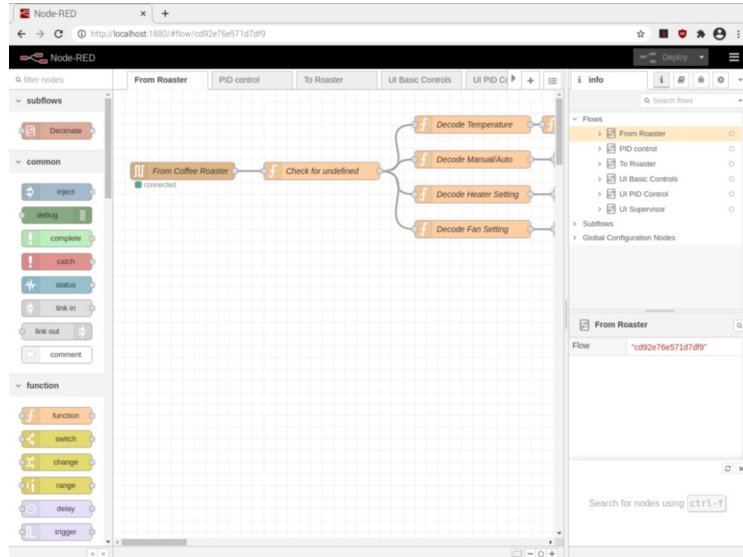 Node-RED
http://localhost:1880/#flow/cd92e76e571d7df9
Node-RED
Deploy
filter nodes
subflows
Decimate
common
inject
debug
complete
catch
status
link in
link out
comment
function
function
switch
change
range
delay
trigger
From Roaster
PID control
To Roaster
UI Basic Controls
UI PID Co
From Coffee Roaster
connected
Check for undefined
Decode Temperature
Decode Manual/Auto
Decode Heater Setting
Decode Fan Setting
info
Search flows
Flows
From Roaster
PID control
To Roaster
UI Basic Controls
UI PID Control
UI Supervisor
Subflows
Global Configuration Nodes
From Roaster
Flow
"cd92e76e571d7df9"
Search for nodes using ctrl-f